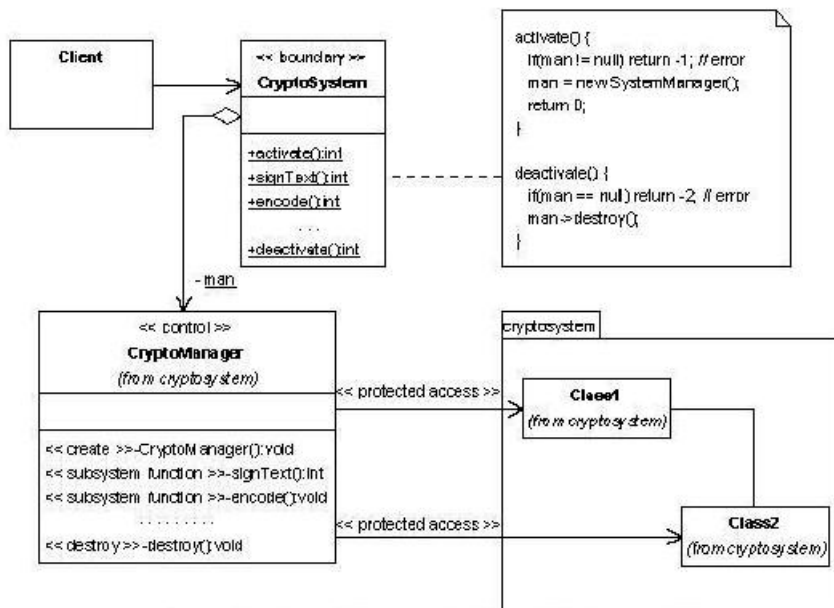 Client
<< boundary >>
CryptoSystem
+activate():int
+signText():int
+encode():int
. . .
+deactivate():int
activate() {
if(man != null) return -1; // error
man = new SystemManager();
return 0;
}
deactivate() {
if(man == null) return -2; // error
man->destroy();
}
- man
<< control >>
CryptoManager
(from cryptosystem)
<< create >>-CryptoManager():void
<< subsystem function >>-signText():int
<< subsystem function >>-encode():void
. . . . . . . . .
<< destroy >>-destroy():void
<< protected access >>
<< protected access >>
cryptosystem
Class1
(from cryptosystem)
Class2
(from cryptosystem)